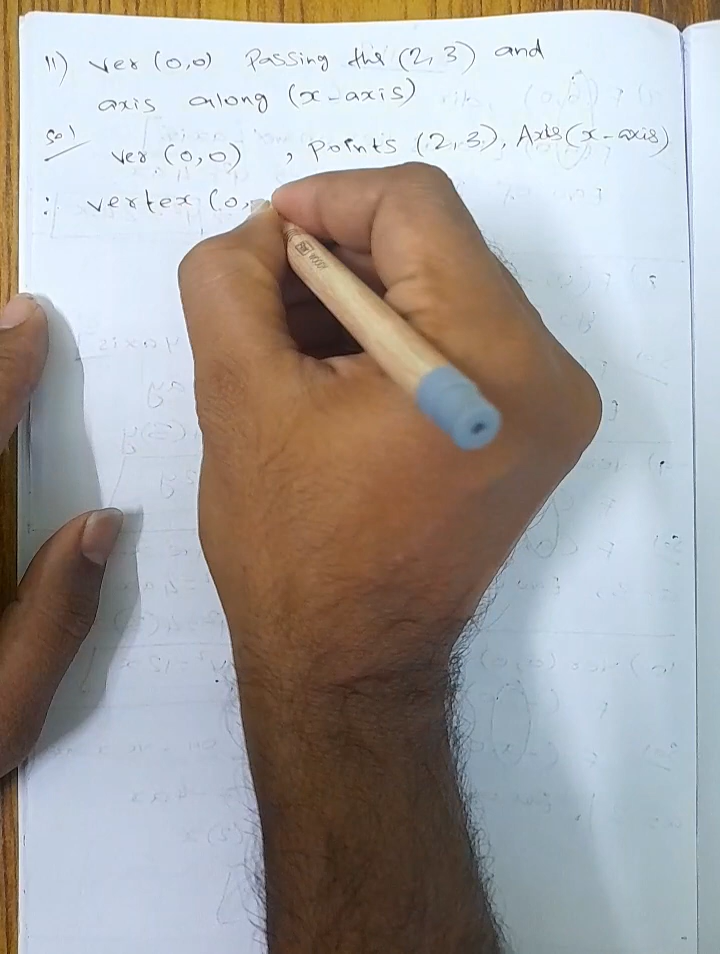 11) ver (0,0) Passing thr (2,3) and
axis along (x-axis)
Sol ver (0,0) , Points (2,3), Axis (x-axis)
: vertex (0,